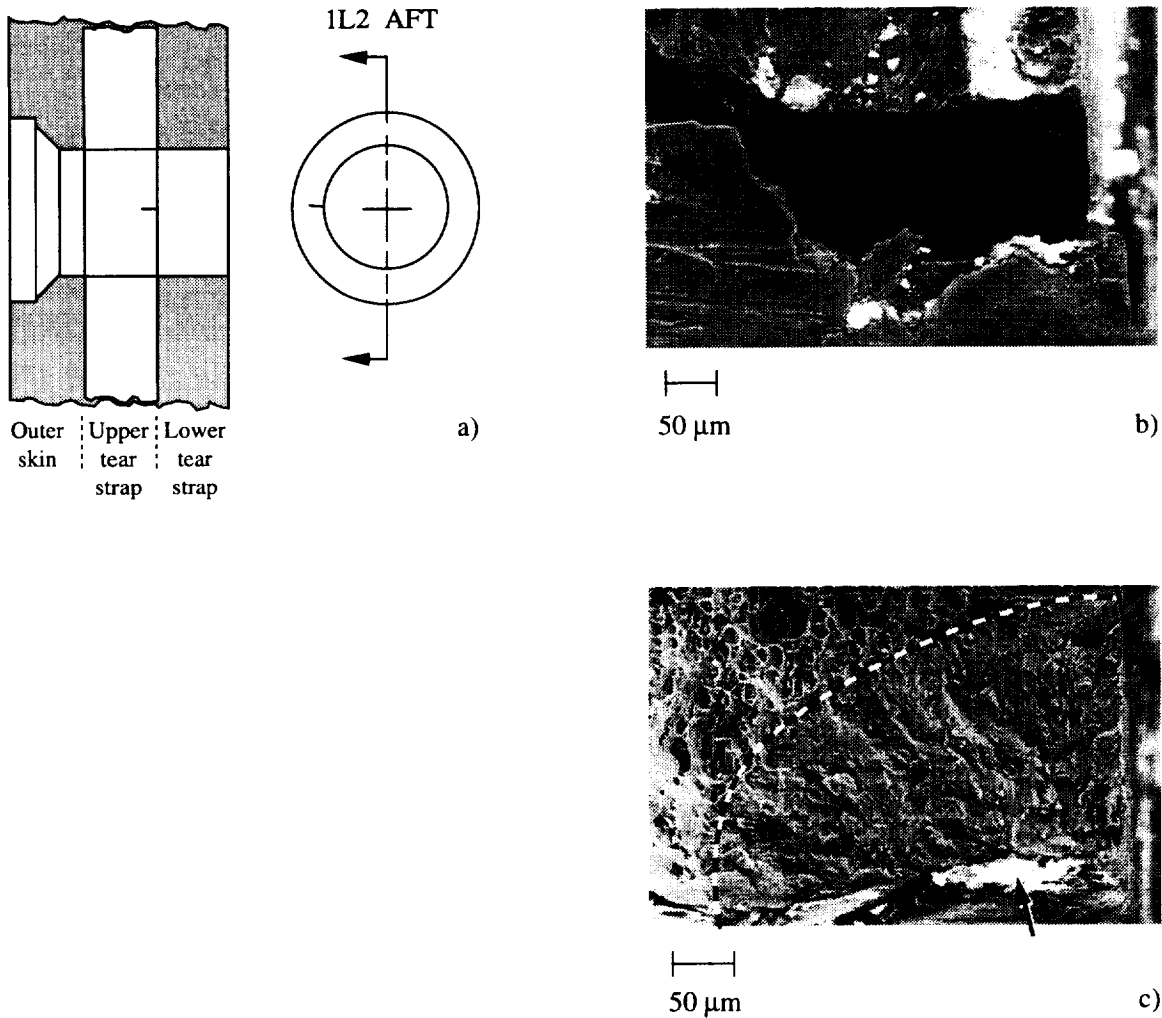 1L2 AFT
Outer skin
Upper tear strap
Lower tear strap
a)
50 μm
b)
50 μm
c)